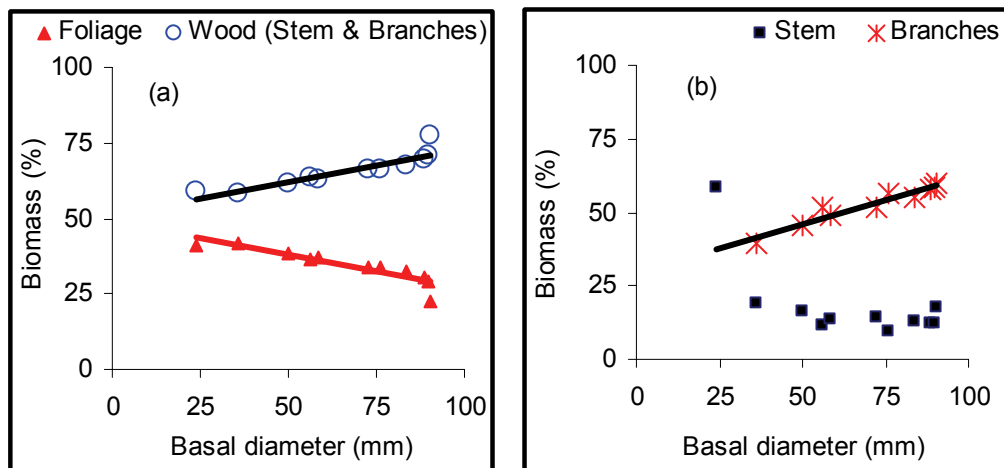 Foliage Wood (Stem & Branches)
100
(a)
75
50
25
0
Biomass (%)
0 25 50 75 100
Basal diameter (mm)
Stem Branches
100
(b)
75
50
25
0
Biomass (%)
0 25 50 75 100
Basal diameter (mm)